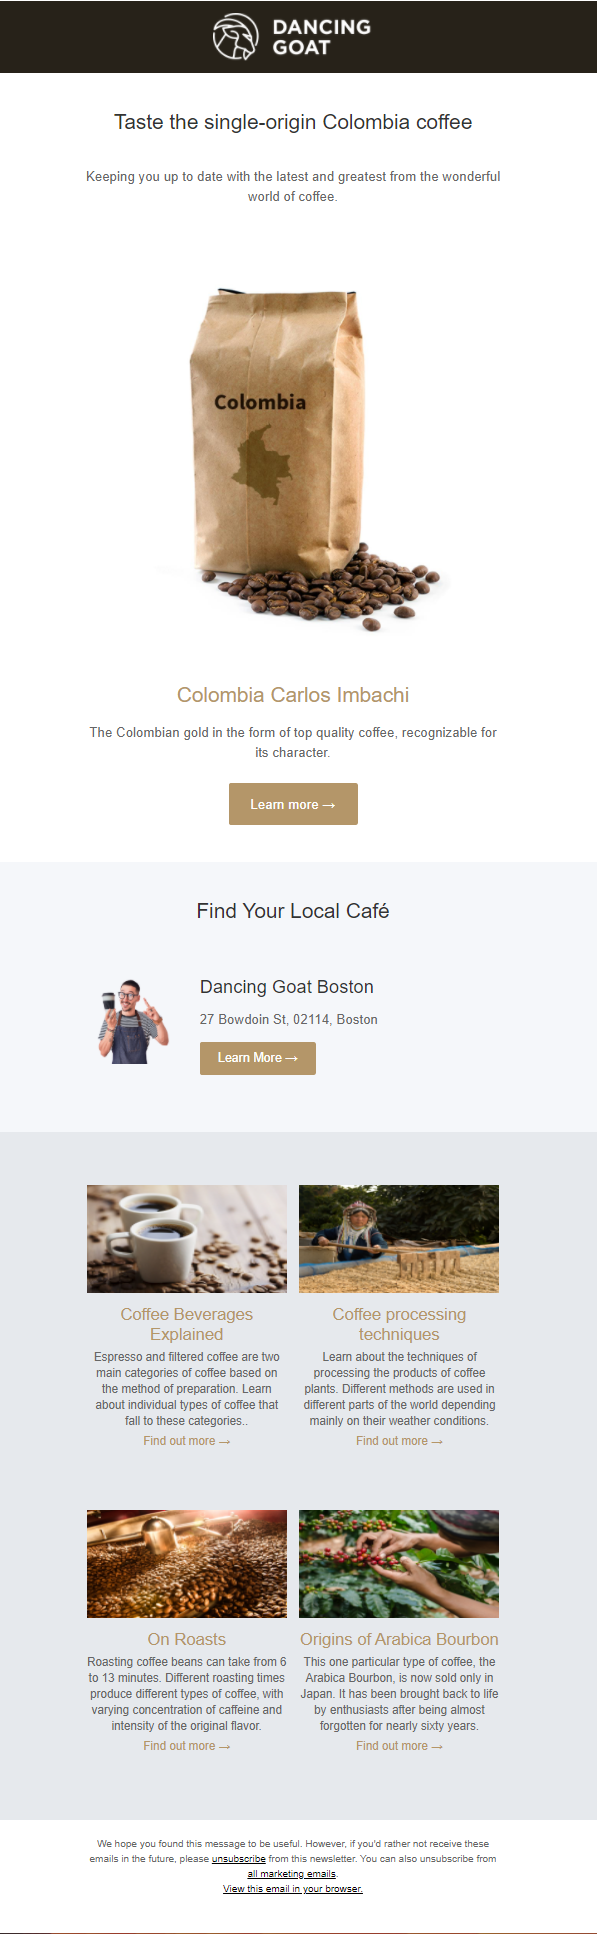 DANCING
GOAT
Taste the single-origin Colombia coffee
Keeping you up to date with the latest and greatest from the wonderful
world of coffee.
Colombia
Colombia Carlos Imbachi
The Colombian gold in the form of top quality coffee, recognizable for
its character.
Learn more →
Find Your Local Café
Dancing Goat Boston
27 Bowdoin St, 02114, Boston
Learn More →
Coffee Beverages
Explained
Espresso and filtered coffee are two
main categories of coffee based on
the method of preparation. Learn
about individual types of coffee that
fall to these categories..
Find out more →
Coffee processing
techniques
Learn about the techniques of
processing the products of coffee
plants. Different methods are used in
different parts of the world depending
mainly on their weather conditions.
Find out more →
On Roasts
Roasting coffee beans can take from 6
to 13 minutes. Different roasting times
produce different types of coffee, with
varying concentration of caffeine and
intensity of the original flavor.
Find out more →
Origins of Arabica Bourbon
This one particular type of coffee, the
Arabica Bourbon, is now sold only in
Japan. It has been brought back to life
by enthusiasts after being almost
forgotten for nearly sixty years.
Find out more →
We hope you found this message to be useful. However, if you'd rather not receive these
emails in the future, please unsubscribe from this newsletter. You can also unsubscribe from
all marketing emails.
View this email in your browser.